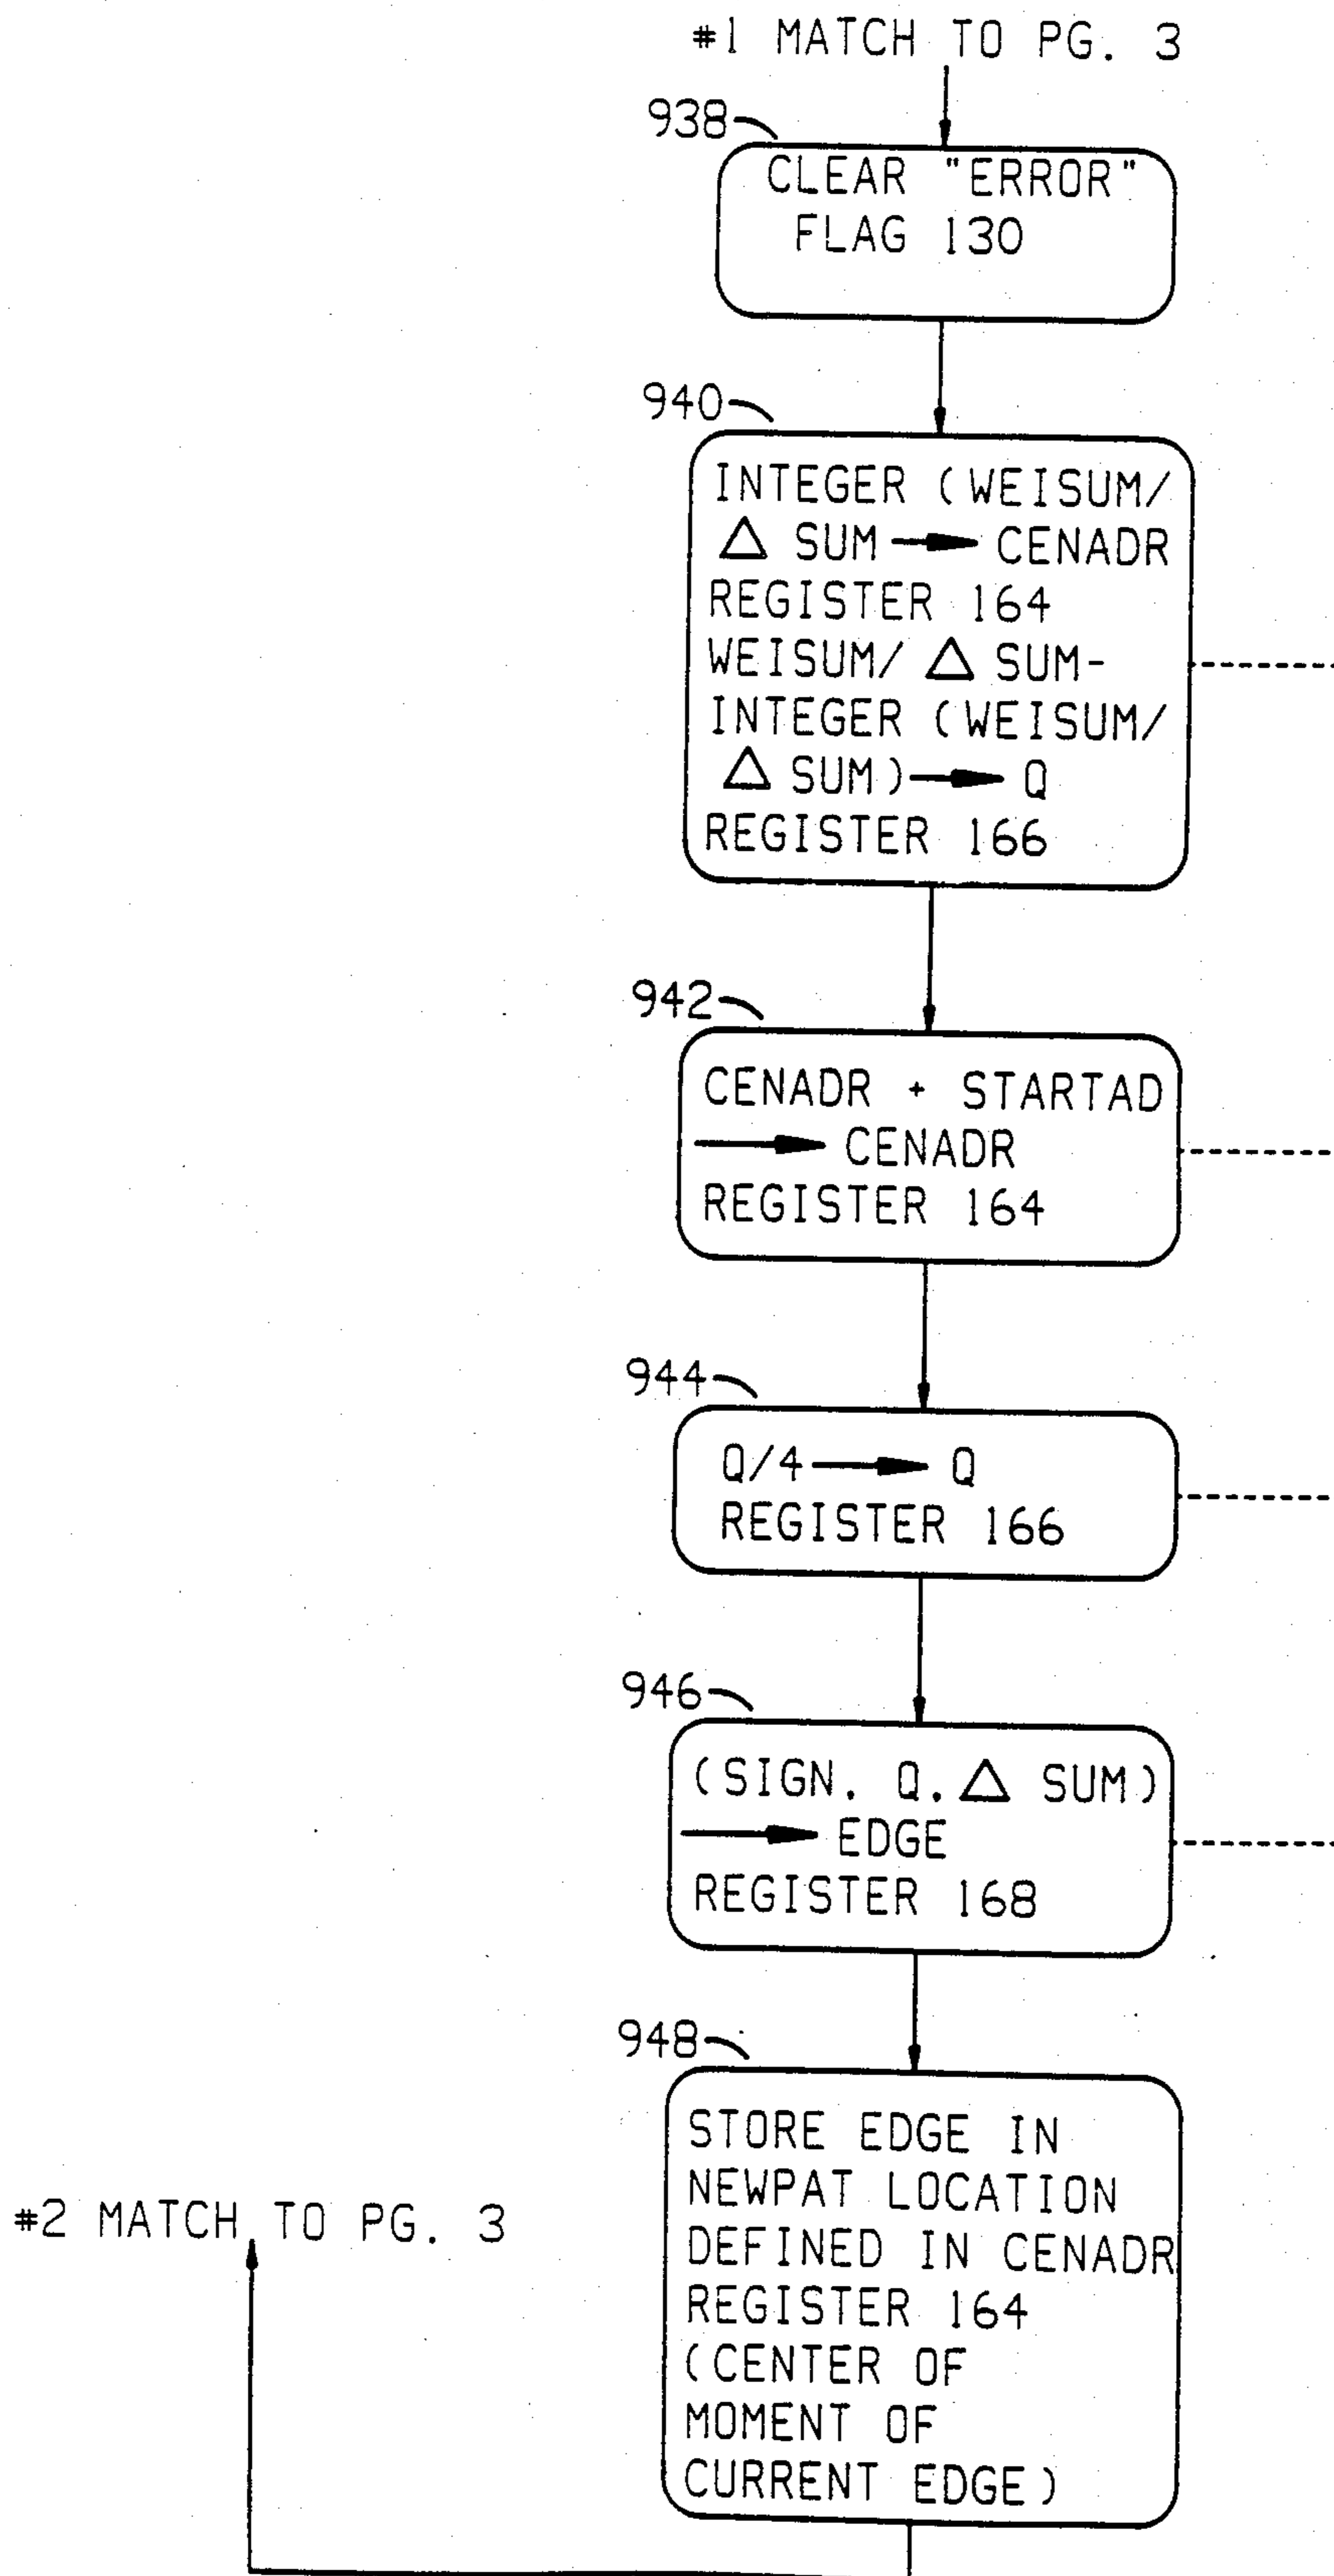 #1 MATCH TO PG. 3
938
CLEAR "ERROR"
FLAG 130
940
INTEGER (WEISUM/
△ SUM → CENADR
REGISTER 164
WEISUM/ △ SUM-
INTEGER (WEISUM/
△ SUM) → Q
REGISTER 166
942
CENADR + STARTAD
→ CENADR
REGISTER 164
944
Q/4 → Q
REGISTER 166
946
(SIGN. Q. △ SUM)
→ EDGE
REGISTER 168
948
STORE EDGE IN
NEWPAT LOCATION
DEFINED IN CENADR
REGISTER 164
(CENTER OF
MOMENT OF
CURRENT EDGE)
#2 MATCH TO PG. 3